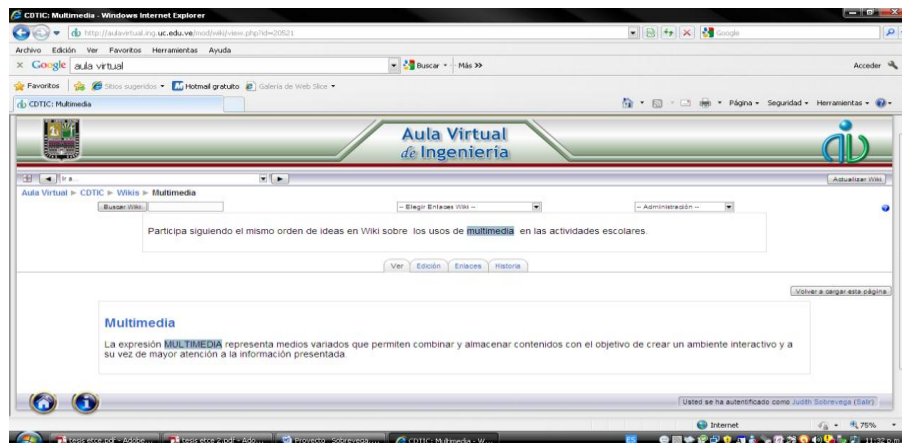 CDTIC: Multimedia - Windows Internet Explorer
http://aulavirtual.ing.uc.edu.ve/mod/wiki/view.php?id=20521
Google
Archivo Edición Ver Favoritos Herramientas Ayuda
Google aula virtual Buscar Más >> Acceder
Favoritos Sitios sugeridos Hotmail gratuito Galería de Web Slice
CDTIC: Multimedia Página Seguridad Herramientas
Aula Virtual
de Ingeniería
Ir a... Actualizar Wiki
Aula Virtual CDTIC Wikis Multimedia
Buscar Wiki -- Elegir Enlaces Wiki -- -- Administración --
Participa siguiendo el mismo orden de ideas en Wiki sobre los usos de multimedia en las actividades escolares.
Ver Edición Enlaces Historia
Volver a cargar esta página
Multimedia
La expresión MULTIMEDIA representa medios variados que permiten combinar y almacenar contenidos con el objetivo de crear un ambiente interactivo y a
su vez de mayor atención a la información presentada.
Usted se ha autentificado como Judith Sobrevega (Salir)
Internet 75%
tesis etce.pdf - Adobe... tesis etce 2.pdf - Ado... Proyecto_Sobrevega.... CDTIC: Multimedia - W... ES 11:32 p.m.